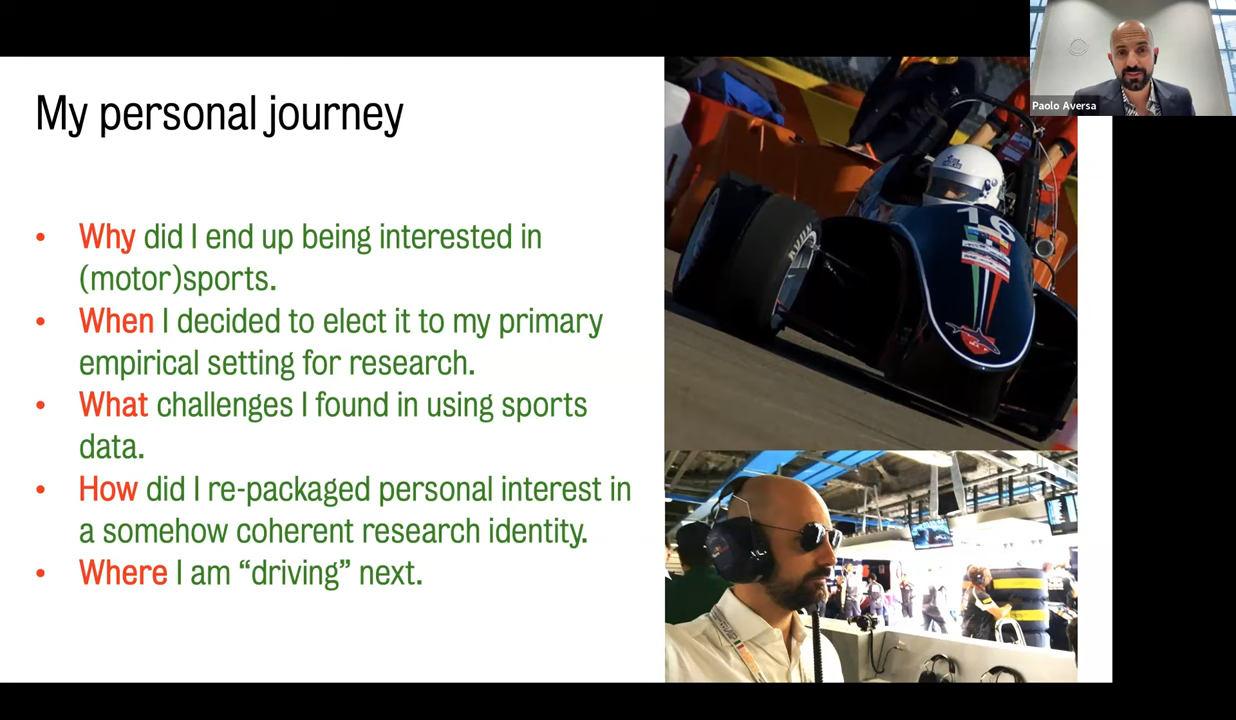 My personal journey
• Why did I end up being interested in
(motor)sports.
• When I decided to elect it to my primary
empirical setting for research.
• What challenges I found in using sports
data.
• How did I re-packaged personal interest in
a somehow coherent research identity.
• Where I am “driving” next.
Paolo Aversa
16
AVON